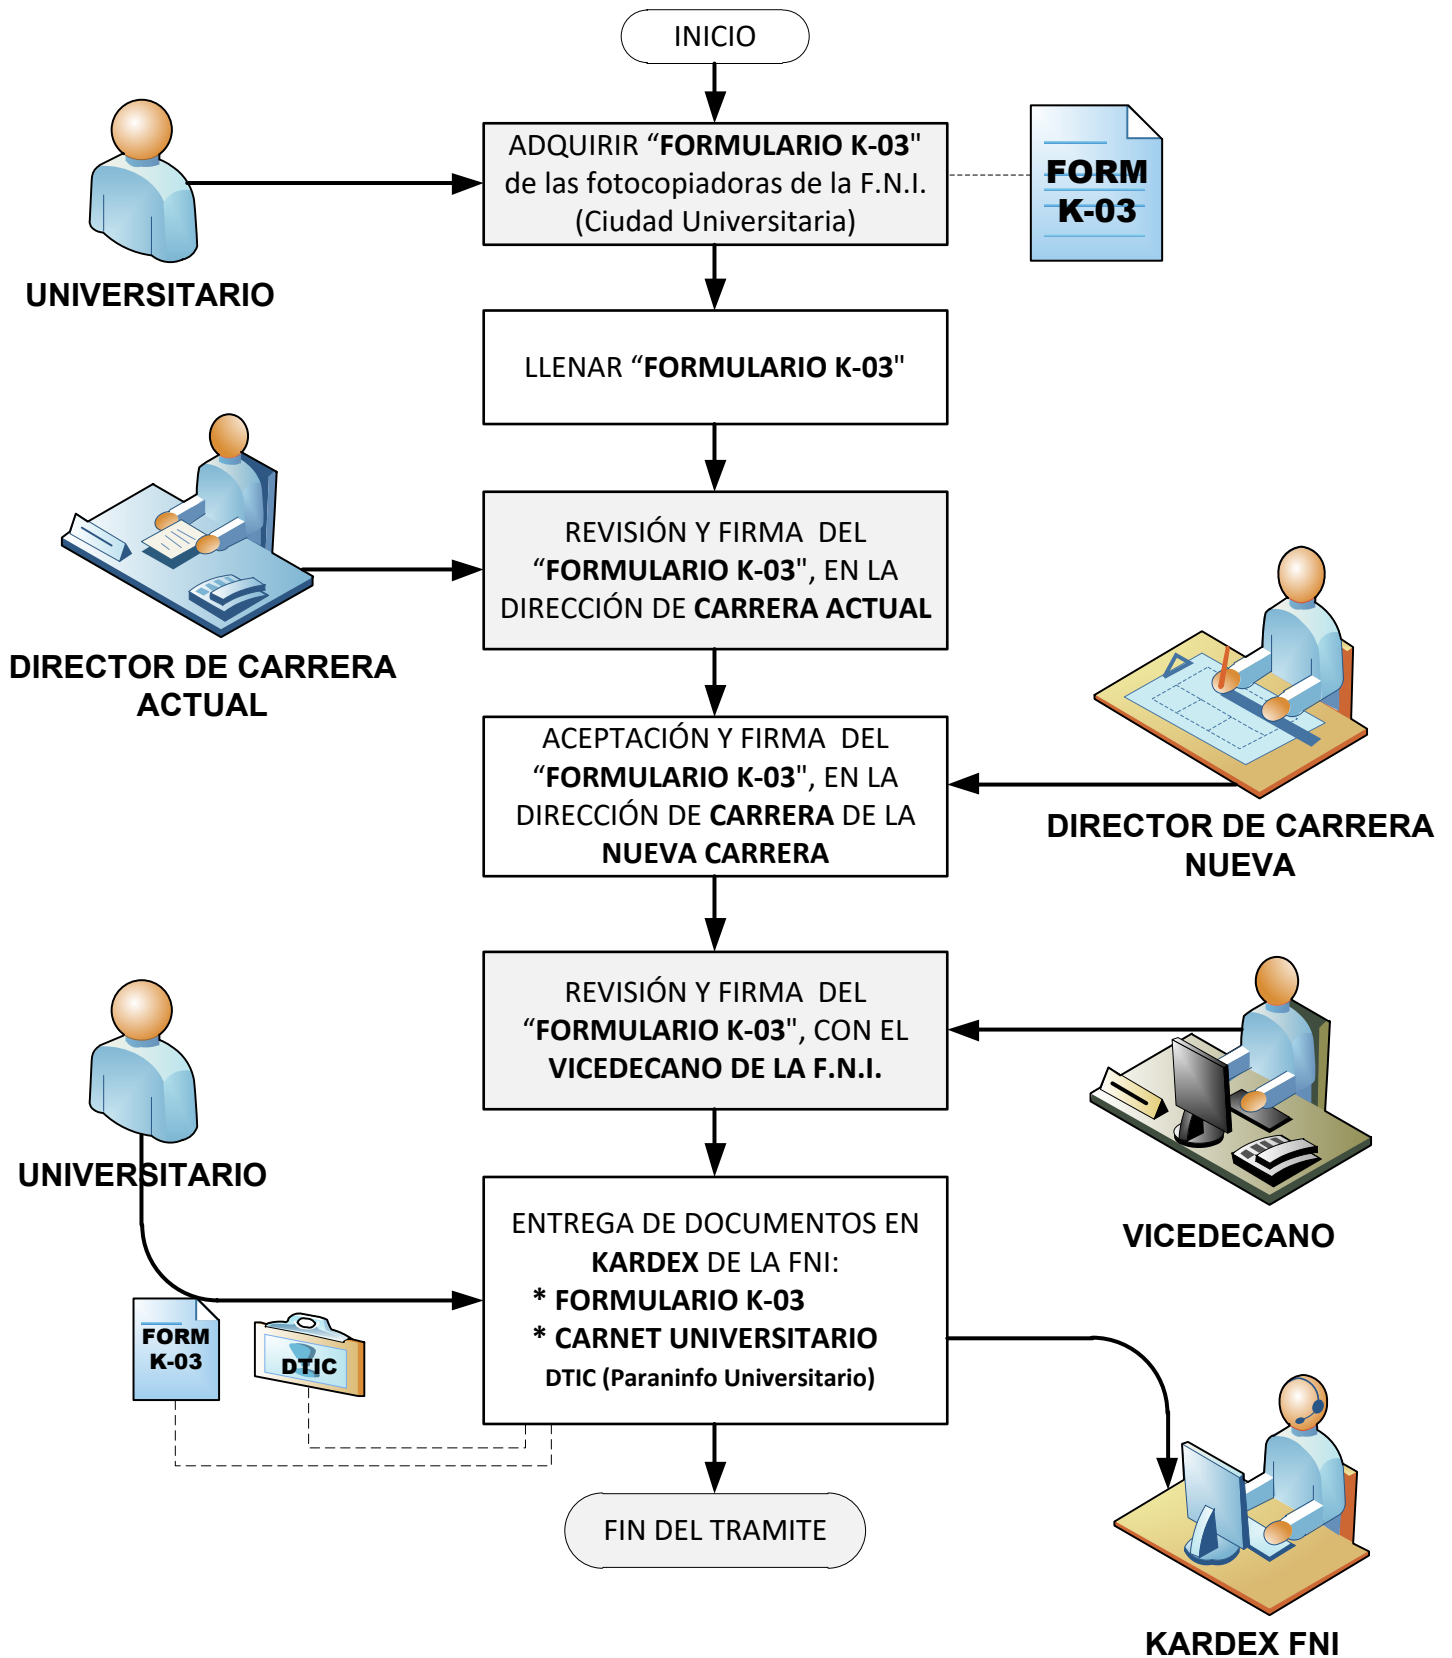 INICIO
ADQUIRIR “FORMULARIO K-03"
de las fotocopiadoras de la F.N.I.
(Ciudad Universitaria)
FORM
K-03
UNIVERSITARIO
LLENAR “FORMULARIO K-03"
REVISIÓN Y FIRMA DEL
“FORMULARIO K-03", EN LA
DIRECCIÓN DE CARRERA ACTUAL
DIRECTOR DE CARRERA
ACTUAL
ACEPTACIÓN Y FIRMA DEL
“FORMULARIO K-03", EN LA
DIRECCIÓN DE CARRERA DE LA
NUEVA CARRERA
DIRECTOR DE CARRERA
NUEVA
REVISIÓN Y FIRMA DEL
“FORMULARIO K-03", CON EL
VICEDECANO DE LA F.N.I.
VICEDECANO
UNIVERSITARIO
ENTREGA DE DOCUMENTOS EN
KARDEX DE LA FNI:
* FORMULARIO K-03
* CARNET UNIVERSITARIO
DTIC (Paraninfo Universitario)
FORM
K-03
DTIC
FIN DEL TRAMITE
KARDEX FNI